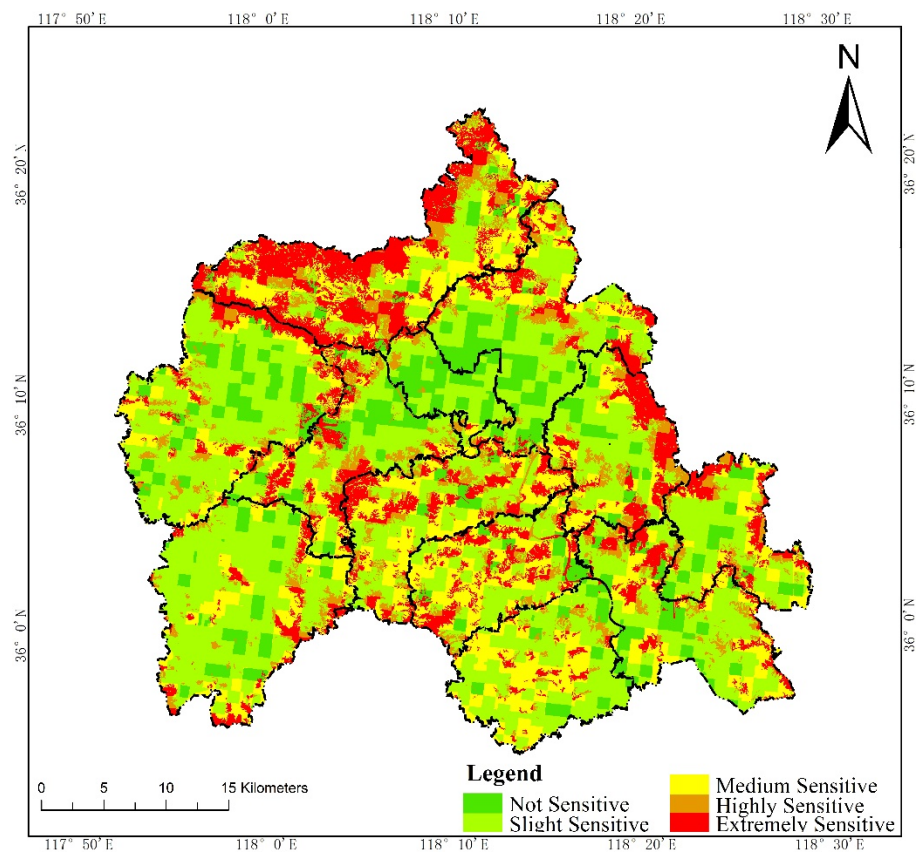 117° 50'E 118° 0'E 118° 10'E 118° 20'E 118° 30'E
N
36° 20'N 36° 20'N
36° 10'N 36° 10'N
36° 0'N 36° 0'N
0 5 10 15 Kilometers
Legend
Not Sensitive
Slight Sensitive
Medium Sensitive
Highly Sensitive
Extremely Sensitive
117° 50'E 118° 0'E 118° 10'E 118° 20'E 118° 30'E